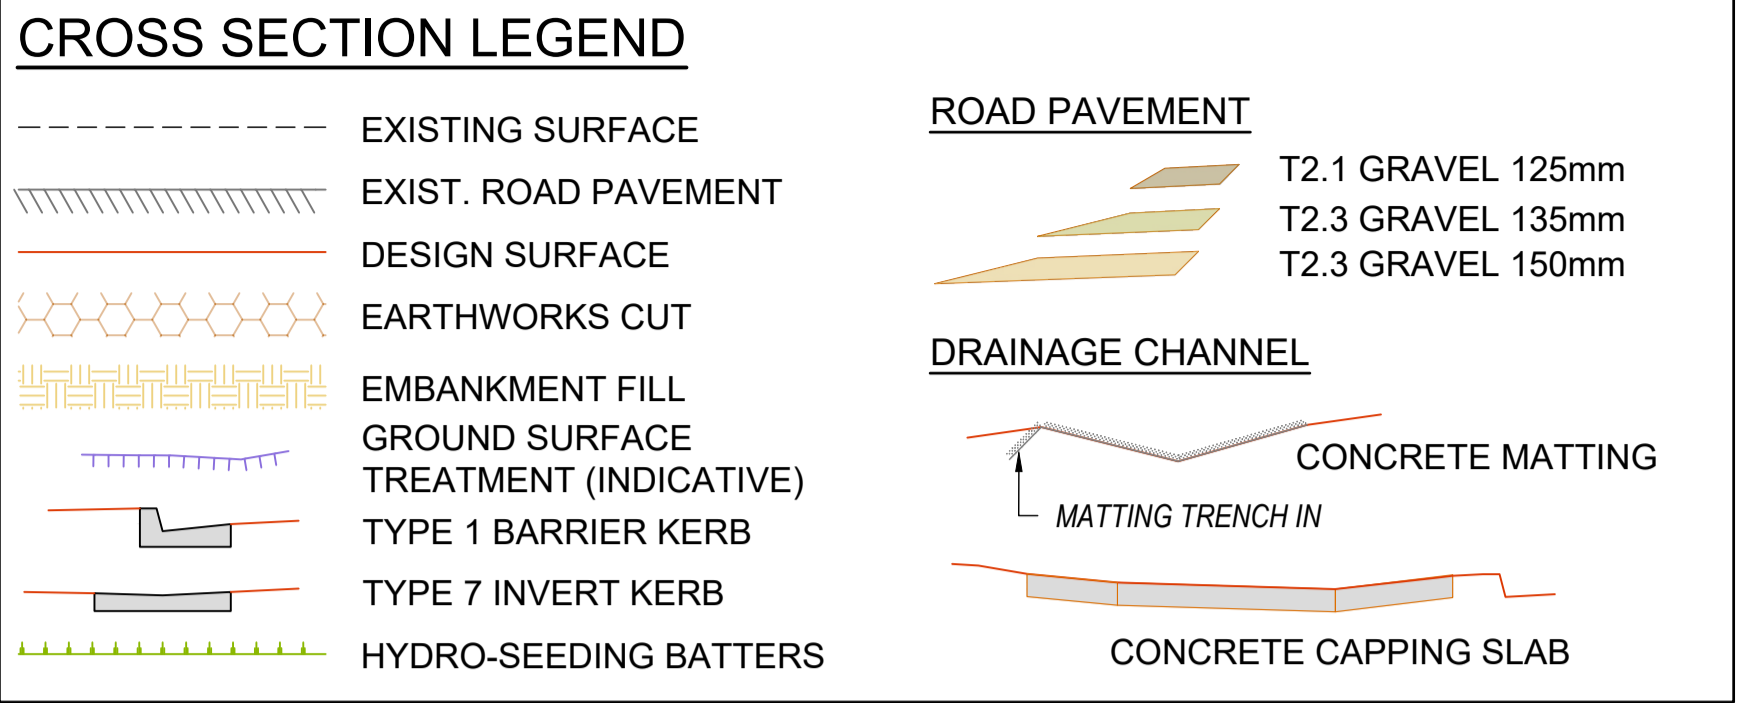 CROSS SECTION LEGEND
EXISTING SURFACE
EXIST. ROAD PAVEMENT
DESIGN SURFACE
EARTHWORKS CUT
EMBANKMENT FILL
GROUND SURFACE
TREATMENT (INDICATIVE)
TYPE 1 BARRIER KERB
TYPE 7 INVERT KERB
HYDRO-SEEDING BATTERS
ROAD PAVEMENT
T2.1 GRAVEL 125mm
T2.3 GRAVEL 135mm
T2.3 GRAVEL 150mm
DRAINAGE CHANNEL
CONCRETE MATTING
MATTING TRENCH IN
CONCRETE CAPPING SLAB